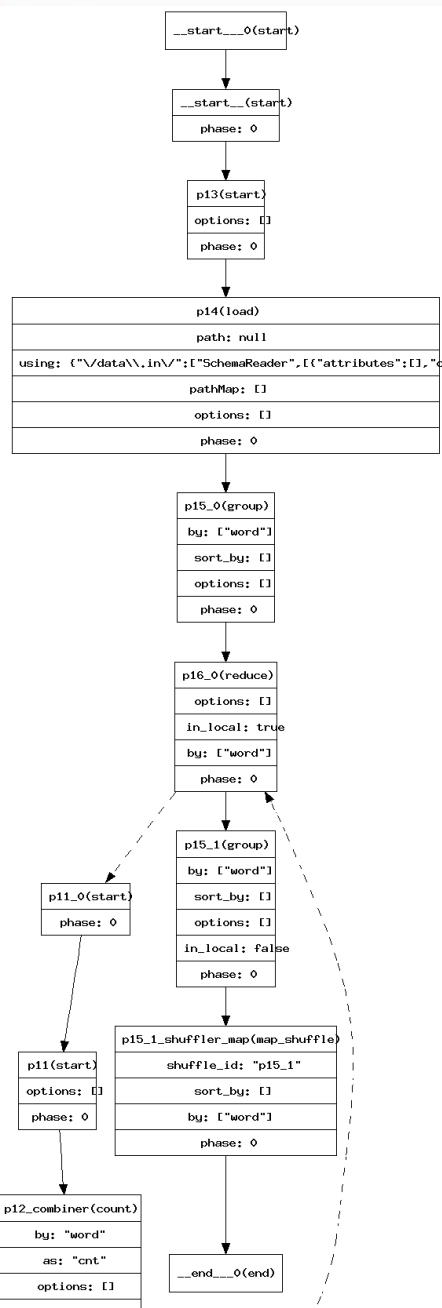 __start___0(start)
__start__(start)
phase: 0
p13(start)
options: []
phase: 0
p14(load)
path: null
using: {"\/data\\.in\/":["SchemaReader",[{"attributes":[],"c
pathMap: []
options: []
phase: 0
p15_0(group)
by: ["word"]
sort_by: []
options: []
phase: 0
p16_0(reduce)
options: []
in_local: true
by: ["word"]
phase: 0
p15_1(group)
by: ["word"]
sort_by: []
options: []
in_local: false
phase: 0
p11_0(start)
phase: 0
p15_1_shuffler_map(map_shuffle)
shuffle_id: "p15_1"
sort_by: []
by: ["word"]
phase: 0
p11(start)
options: []
phase: 0
p12_combiner(count)
by: "word"
as: "cnt"
options: []
__end___0(end)